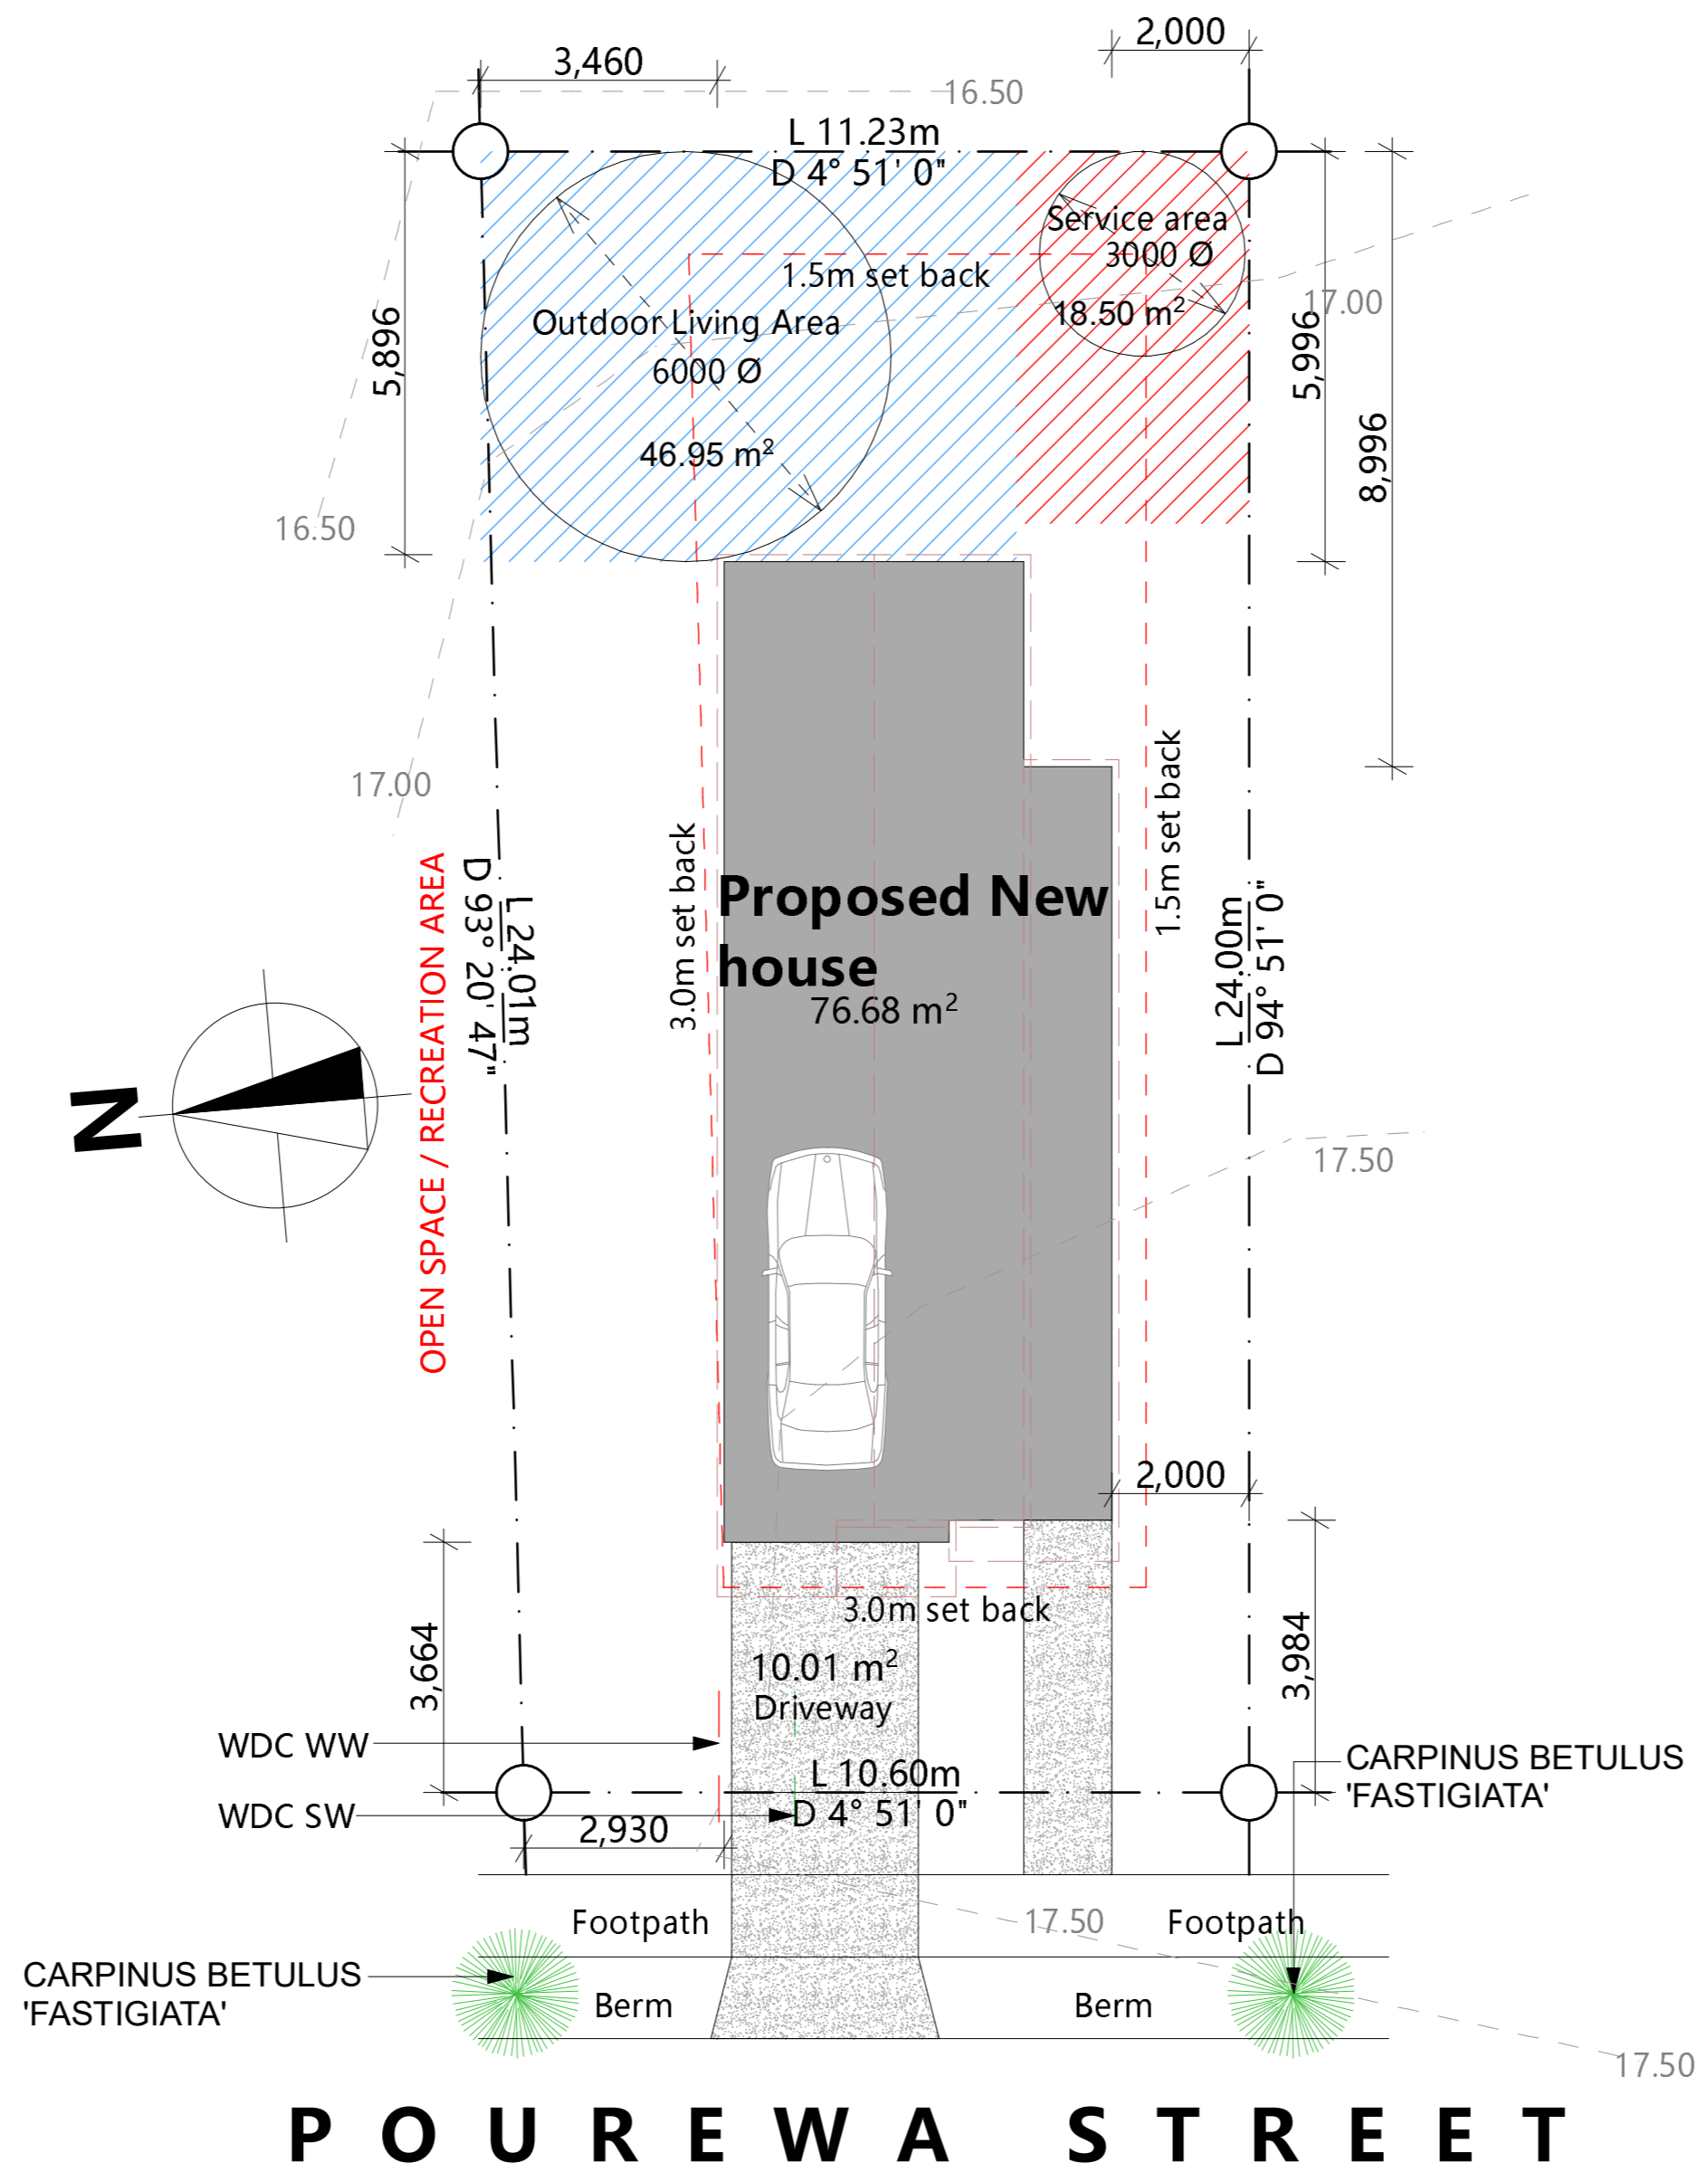 2,000
3,460
16.50
L 11.23m
D 4° 51' 0"
Service area
3000 Ø
18.50 m²
1.5m set back
17.00
Outdoor Living Area
6000 Ø
46.95 m²
5,896
5,996
8,996
16.50
17.00
OPEN SPACE / RECREATION AREA
D 93° 20' 47"
L 24.01m
3.0m set back
Proposed New
house
76.68 m²
1.5m set back
L 24.00m
D 94° 51' 0"
N
17.50
2,000
3.0m set back
3,664
10.01 m²
Driveway
3,984
WDC WW
L 10.60m
D 4° 51' 0"
WDC SW
2,930
CARPINUS BETULUS
'FASTIGIATA'
Footpath
17.50
Footpath
CARPINUS BETULUS
'FASTIGIATA'
Berm
Berm
17.50
POUREWA STREET